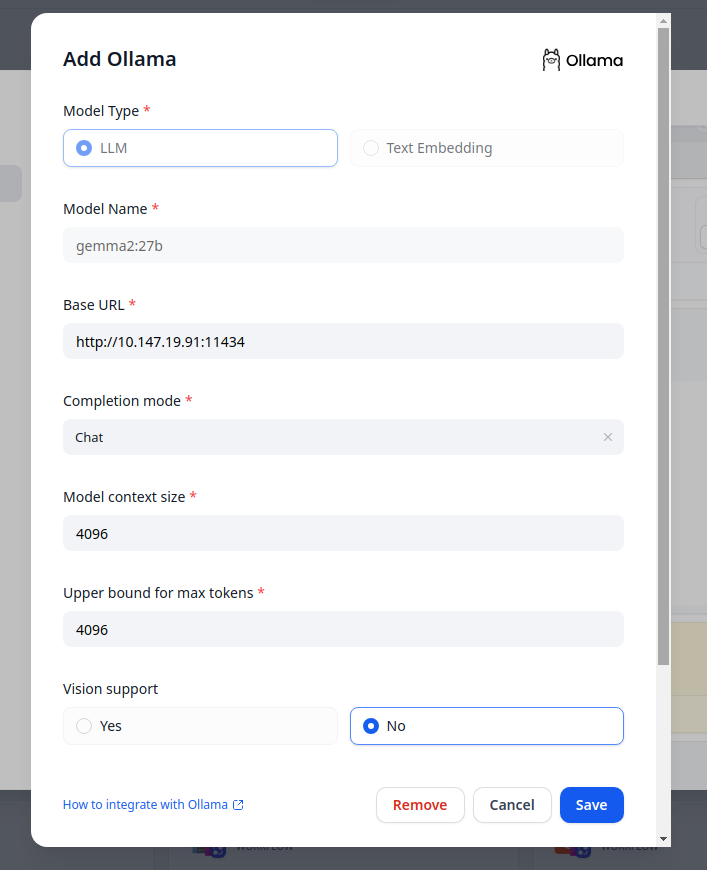 Add Ollama
Ollama
Model Type *
LLM
Text Embedding
Model Name *
gemma2:27b
Base URL *
http://10.147.19.91:11434
Completion mode *
Chat
Model context size *
4096
Upper bound for max tokens *
4096
Vision support
Yes
No
How to integrate with Ollama
Remove
Cancel
Save
WORKFLOW
WORKFLOW